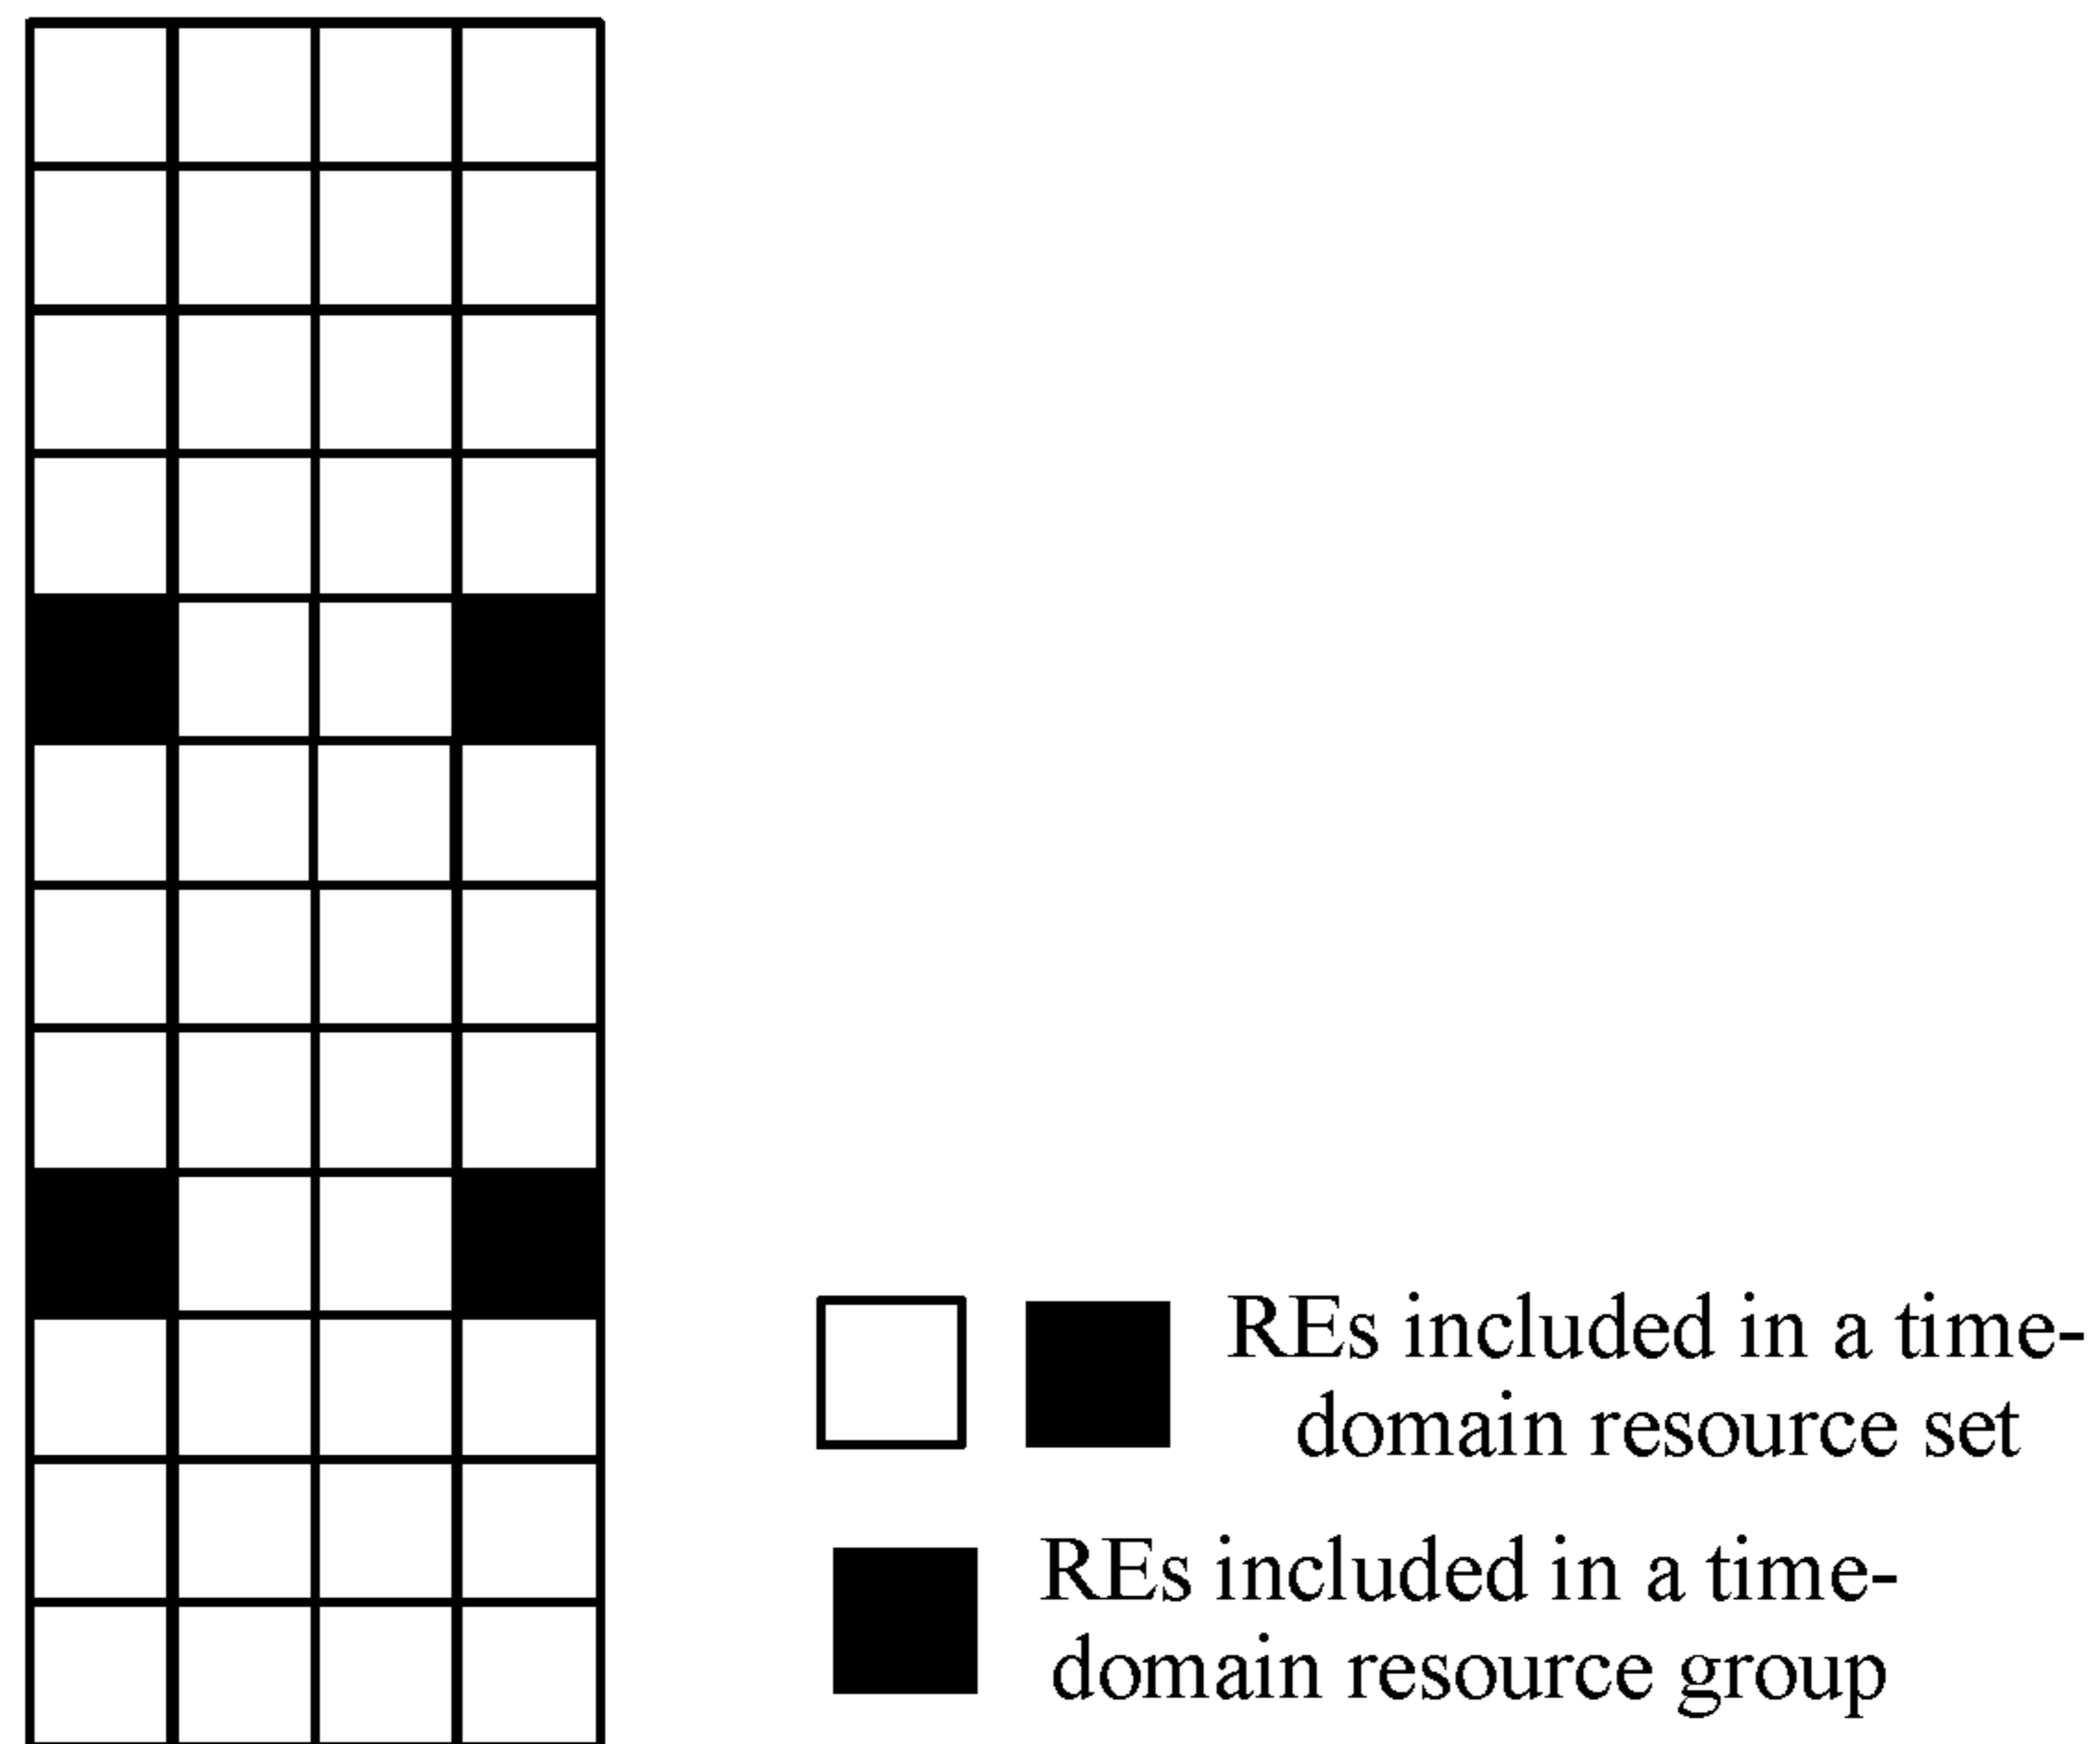 REs included in a time-
domain resource set
REs included in a time-
domain resource group